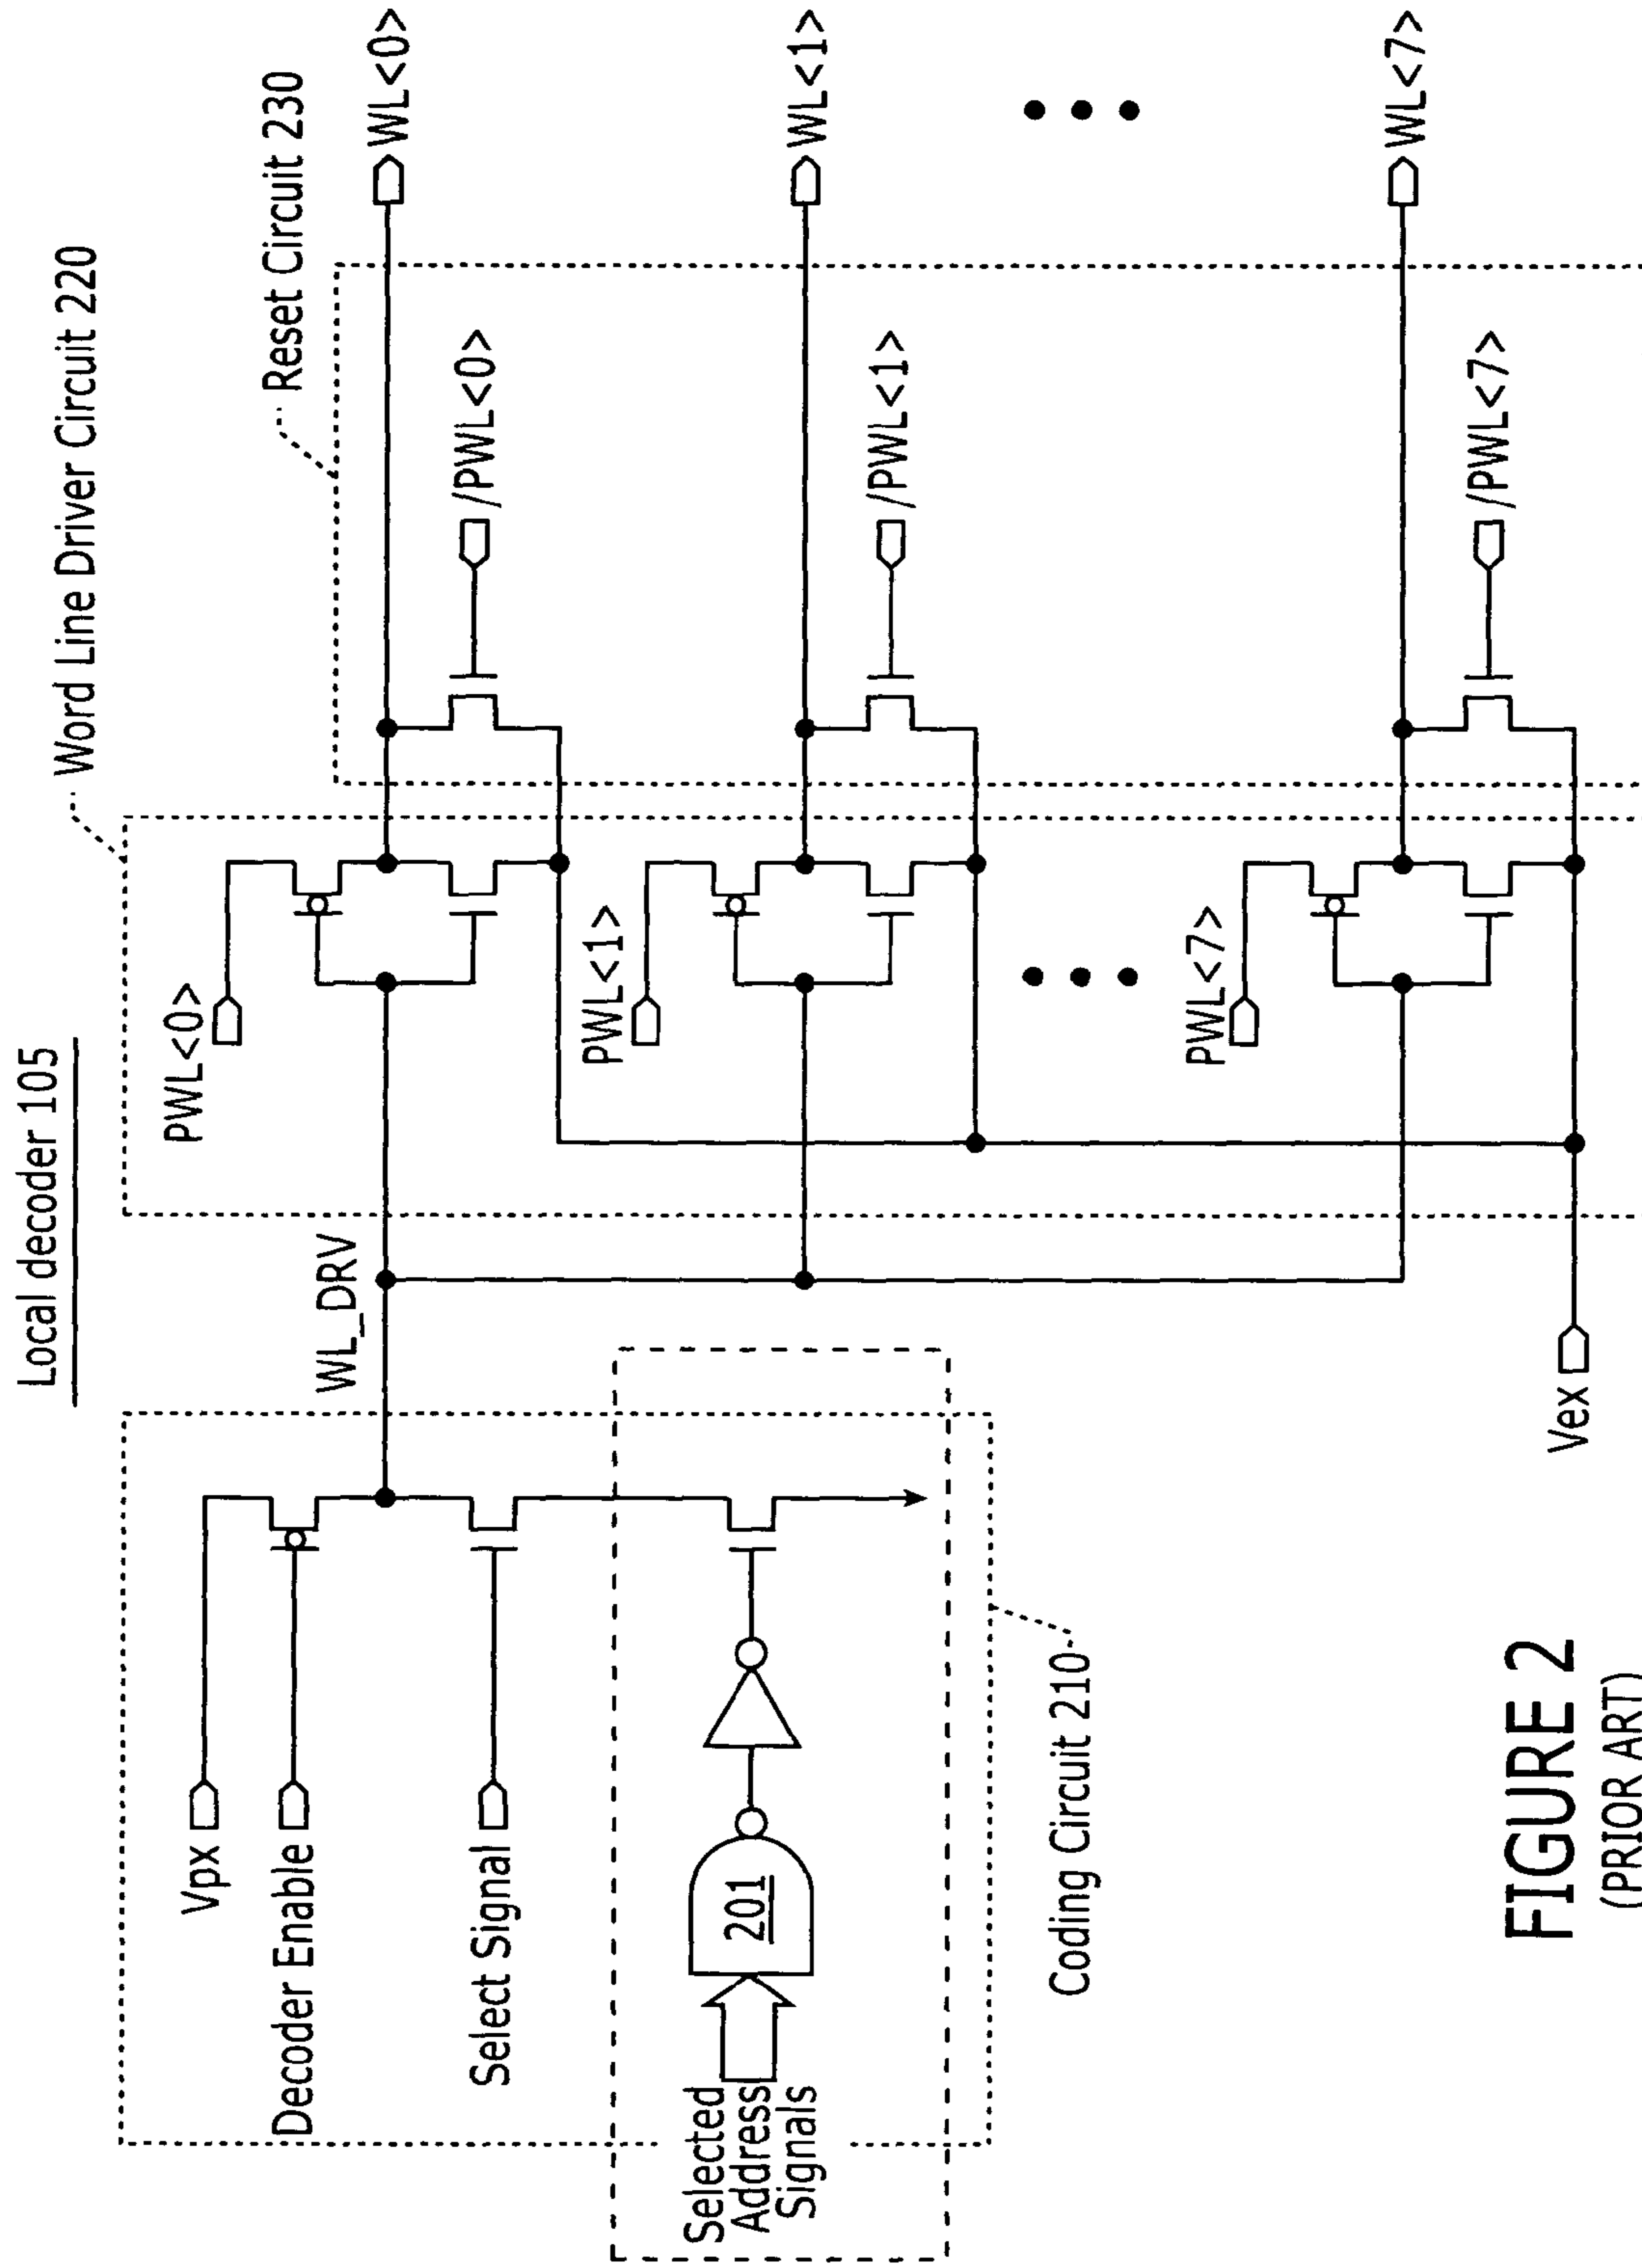 Local decoder 105
Word Line Driver Circuit 220
Reset Circuit 230
Vpx
Decoder Enable
Select Signal
Selected
Address
Signals
201
Coding Circuit 210
WL_DRV
Vex
PWL<0>
/PWL<0>
WL<0>
PWL<1>
/PWL<1>
WL<1>
PWL<7>
/PWL<7>
WL<7>
FIGURE 2
(PRIOR ART)